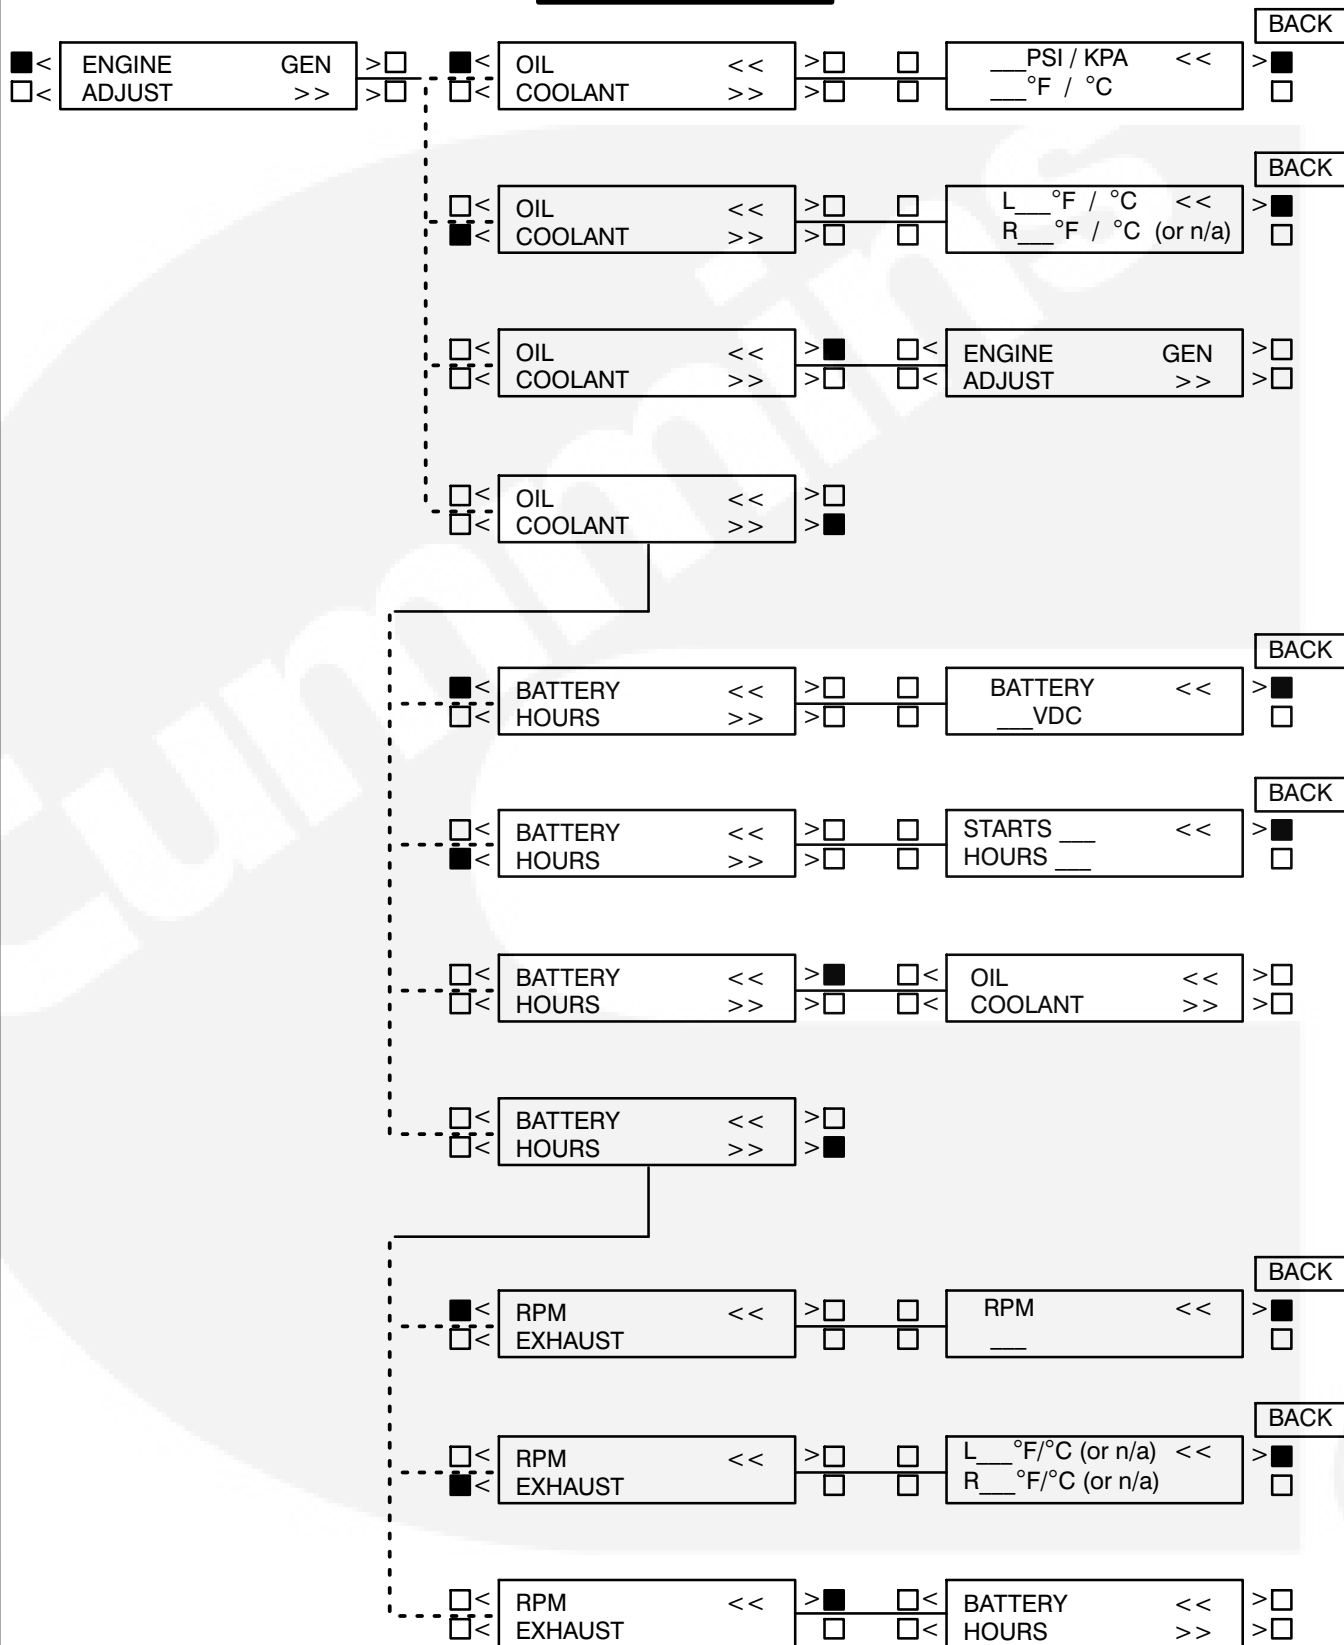 BACK
ENGINE GEN
ADJUST >>
OIL <<
COOLANT >>
___PSI / KPA <<
___°F / °C
BACK
OIL <<
COOLANT >>
L___°F / °C <<
R___°F / °C (or n/a)
OIL <<
COOLANT >>
ENGINE GEN
ADJUST >>
OIL <<
COOLANT >>
BACK
BATTERY <<
HOURS >>
BATTERY <<
___VDC
BACK
BATTERY <<
HOURS >>
STARTS ___ <<
HOURS ___
BATTERY <<
HOURS >>
OIL <<
COOLANT >>
BATTERY <<
HOURS >>
BACK
RPM <<
EXHAUST
RPM <<
___
BACK
RPM <<
EXHAUST
L___°F/°C (or n/a) <<
R___°F/°C (or n/a)
RPM <<
EXHAUST
BATTERY <<
HOURS >>
Cummins